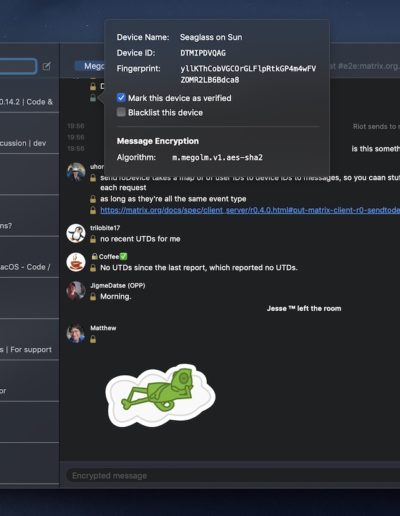 Device Name: Seaglass on Sun
Device ID: DTMIPDVQAG
Fingerprint: yllKThCobVGCOrGLFlpRtkGP4m4wFV
ZOMR2LB6Bdca8
Mark this device as verified
Blacklist this device
Message Encryption
Algorithm: m.megolm.v1.aes-sha2
Mego
st #e2e:matrix.org
0.14.2 | Code &
19:56
Riot sends to
19:56
is this someth
19:56
cussion | dev
uhor
sendToDevice takes a map of of user IDs to device IDs to messages, so you caan stuf
each request
as long as they're all the same event type
https://matrix.org/docs/spec/client_server/r0.4.0.html#put-matrix-client-r0-sendtode
ns?
trilobite17
no recent UTDs for me
Coffee✅
No UTDs since the last report, which reported no UTDs.
acOS - Code /
JigmeDatse (OPP)
Morning.
Jesse ™ left the room
Matthew
s | For support
or
Encrypted message